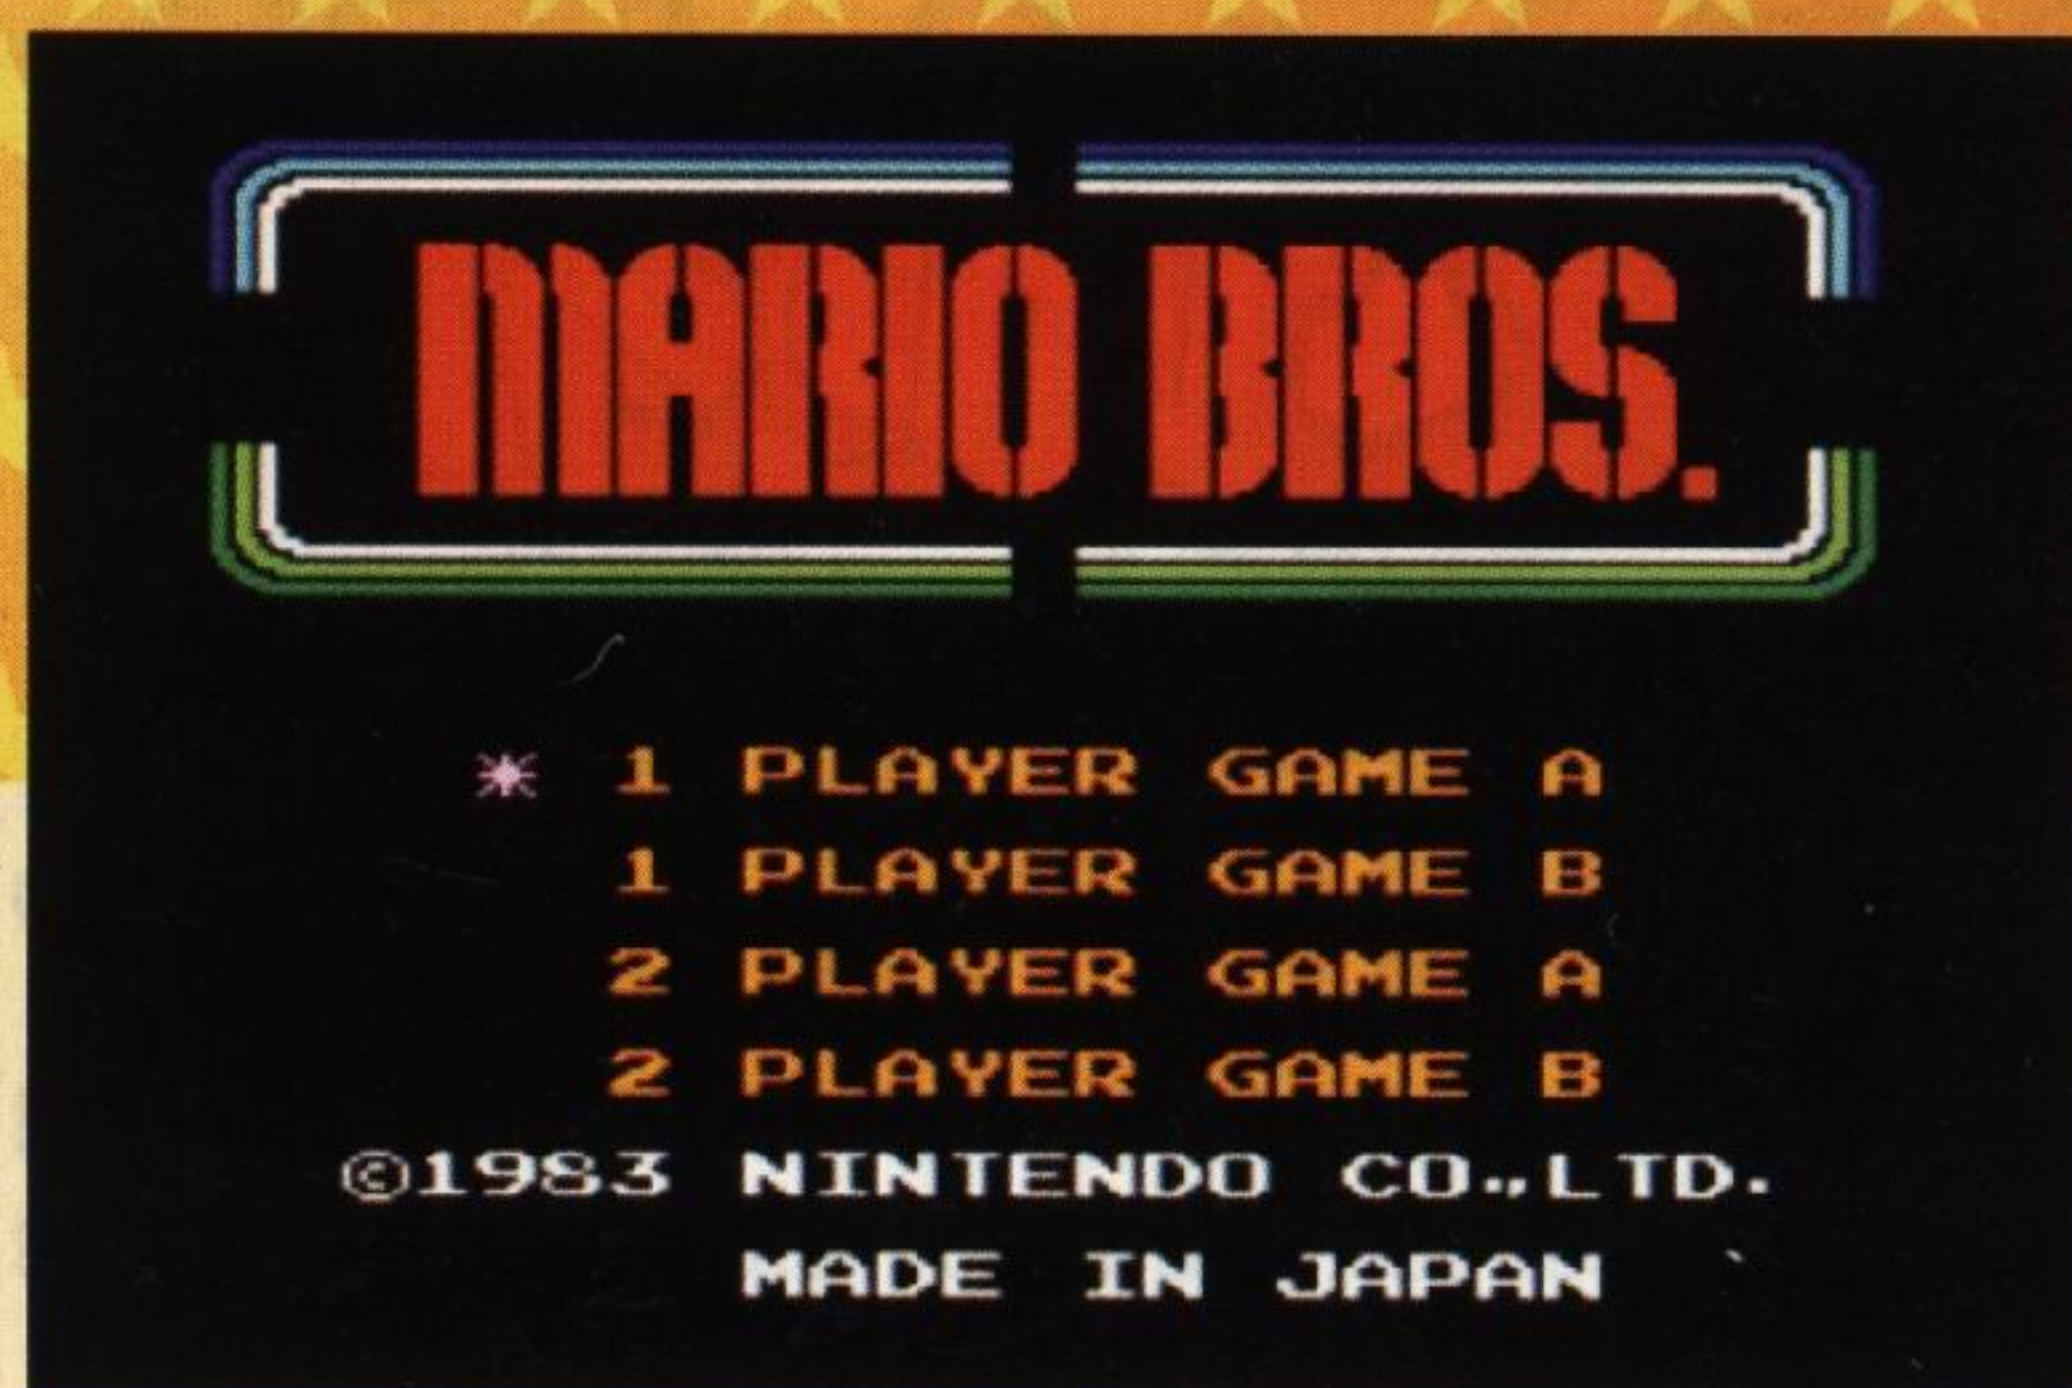 MARIO BROS.
* 1 PLAYER GAME A
1 PLAYER GAME B
2 PLAYER GAME A
2 PLAYER GAME B
©1983 NINTENDO CO.,LTD.
MADE IN JAPAN